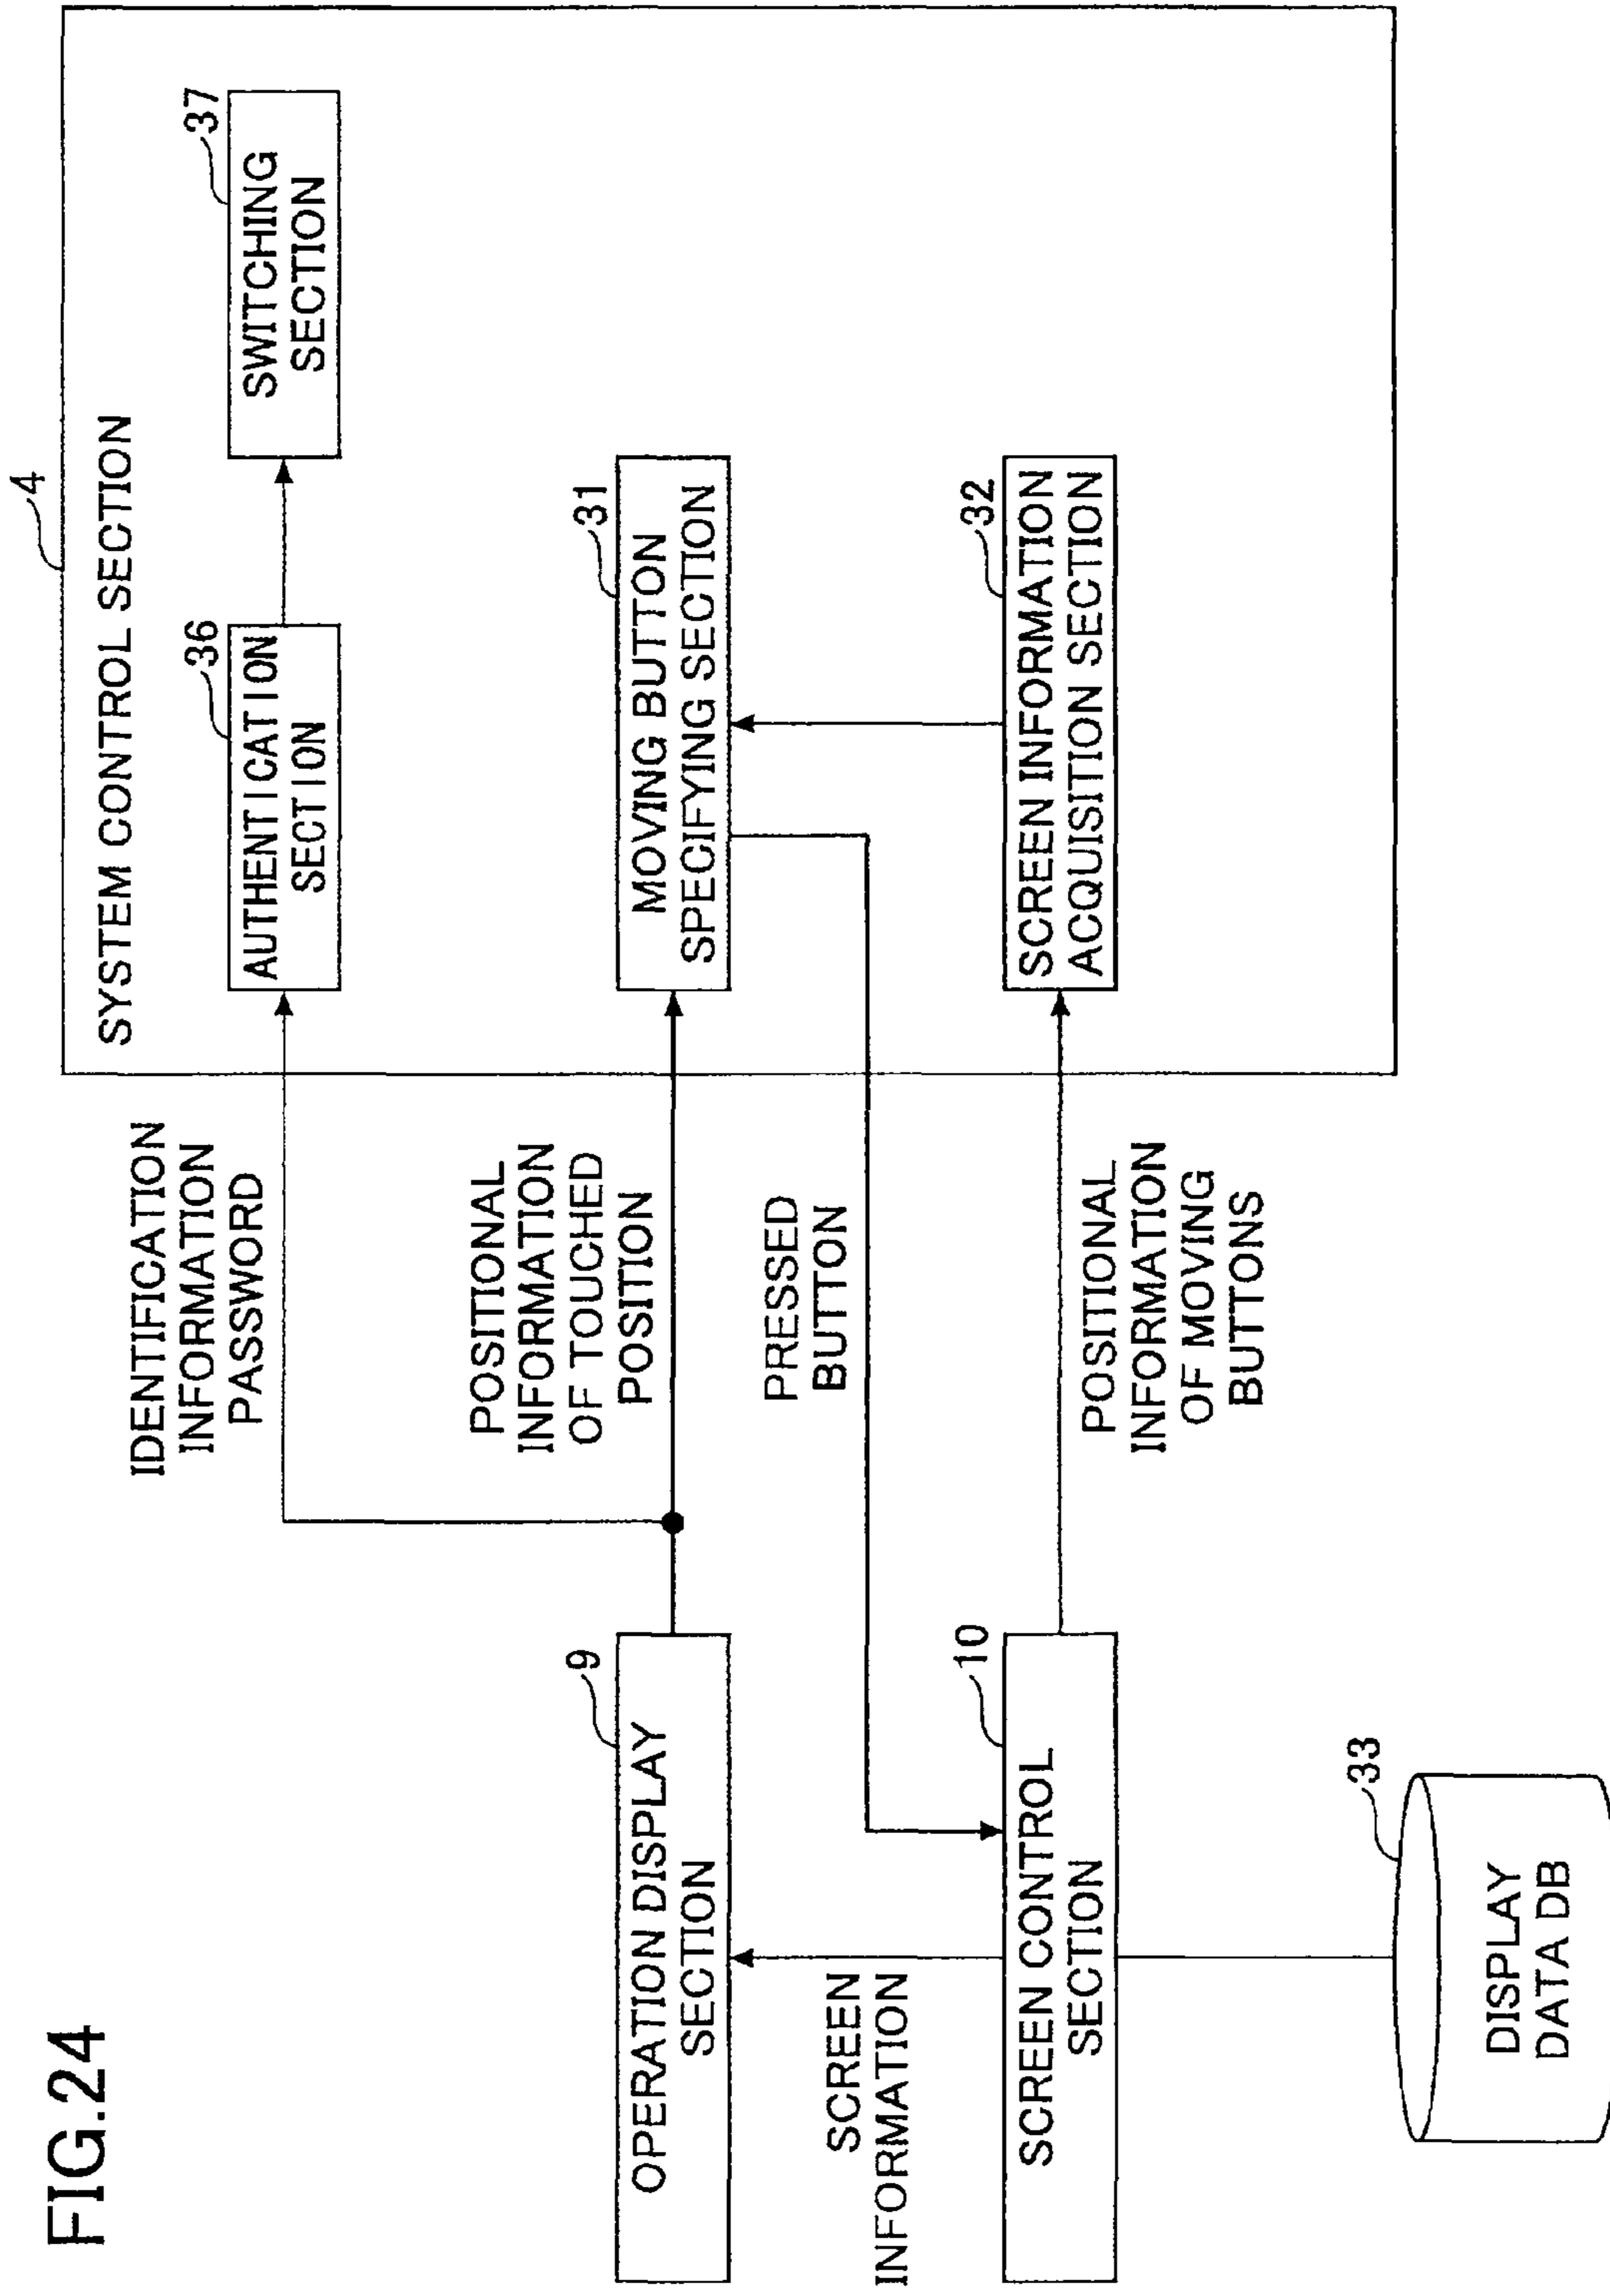 FIG.24
4
SYSTEM CONTROL SECTION
IDENTIFICATION
INFORMATION
PASSWORD
36
AUTHENTICATION
SECTION
37
SWITCHING
SECTION
9
OPERATION DISPLAY
SECTION
POSITIONAL
INFORMATION
OF TOUCHED
POSITION
31
MOVING BUTTON
SPECIFYING SECTION
SCREEN
INFORMATION
PRESSED
BUTTON
10
SCREEN CONTROL
SECTION
POSITIONAL
INFORMATION
OF MOVING
BUTTONS
32
SCREEN INFORMATION
ACQUISITION SECTION
33
DISPLAY
DATA DB